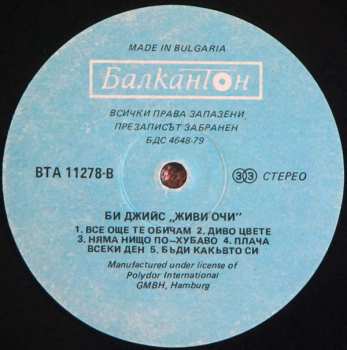 MADE IN BULGARIA
Балкантон
ВСИЧКИ ПРАВА ЗАПАЗЕНИ
ПРЕЗАПИСЪТ ЗАБРАНЕН
БДС 4648-79
ВТА 11278-В
33 СТЕРЕО
БИ ДЖИЙС „ЖИВИ ОЧИ"
1. ВСЕ ОЩЕ ТЕ ОБИЧАМ 2. ДИВО ЦВЕТЕ
3. НЯМА НИЩО ПО-ХУБАВО 4. ПЛАЧА
ВСЕКИ ДЕН 5. БЪДИ КАКЪВТО СИ
Manufactured under license of
Polydor International
GMBH, Hamburg